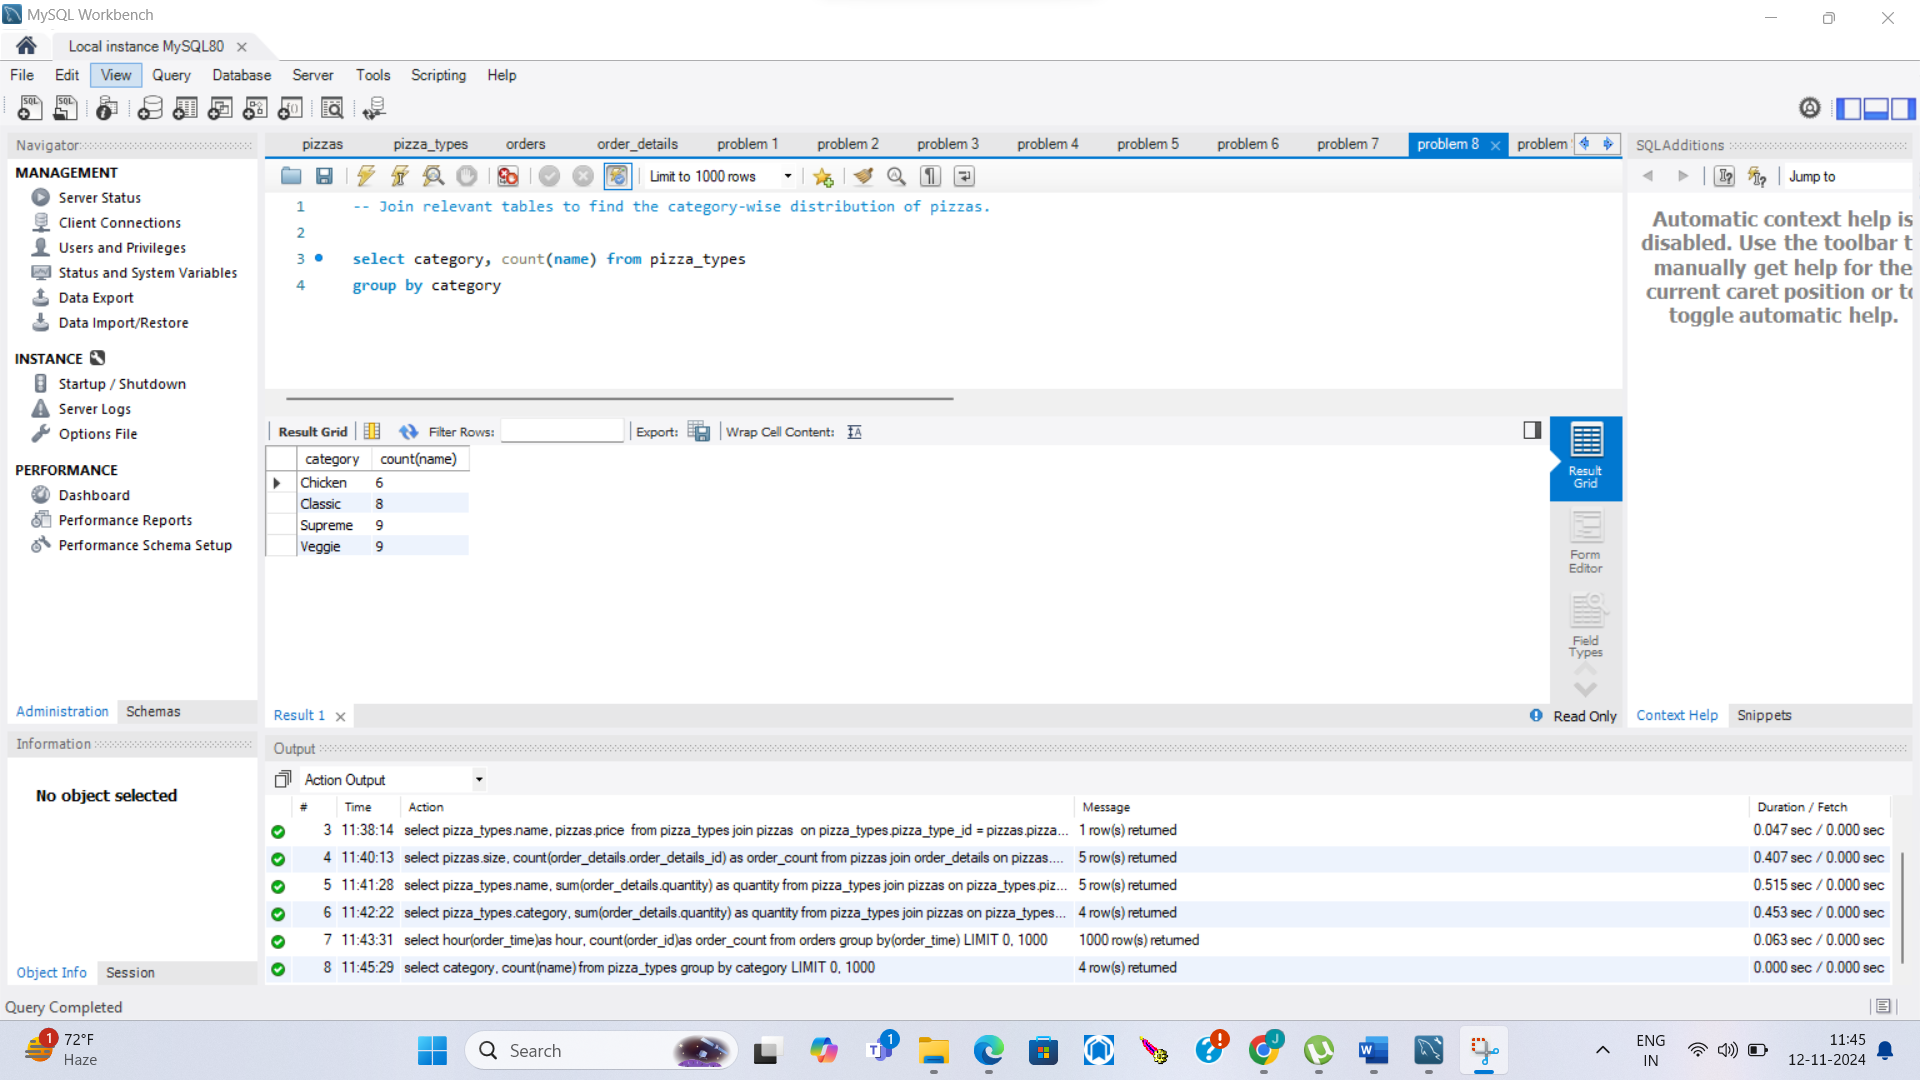 MySQL Workbench
Local instance MySQL80
File Edit View Query Database Server Tools Scripting Help
Navigator
MANAGEMENT
Server Status
Client Connections
Users and Privileges
Status and System Variables
Data Export
Data Import/Restore
INSTANCE
Startup / Shutdown
Server Logs
Options File
PERFORMANCE
Dashboard
Performance Reports
Performance Schema Setup
Administration Schemas
Information
No object selected
Object Info Session
pizzas pizza_types orders order_details problem 1 problem 2 problem 3 problem 4 problem 5 problem 6 problem 7 problem 8 problem
Limit to 1000 rows
1 -- Join relevant tables to find the category-wise distribution of pizzas.
2
3 select category, count(name) from pizza_types
4 group by category
Result Grid Filter Rows: Export: Wrap Cell Content:
category count(name)
Chicken 6
Classic 8
Supreme 9
Veggie 9
Result
Grid
Form
Editor
Field
Types
Result 1
Read Only
SQLAdditions
Jump to
Automatic context help is
disabled. Use the toolbar t
manually get help for the
current caret position or to
toggle automatic help.
Context Help Snippets
Output
Action Output
# Time Action Message Duration / Fetch
3 11:38:14 select pizza_types.name, pizzas.price from pizza_types join pizzas on pizza_types.pizza_type_id = pizzas.pizza... 1 row(s) returned 0.047 sec / 0.000 sec
4 11:40:13 select pizzas.size, count(order_details.order_details_id) as order_count from pizzas join order_details on pizzas.... 5 row(s) returned 0.407 sec / 0.000 sec
5 11:41:28 select pizza_types.name, sum(order_details.quantity) as quantity from pizza_types join pizzas on pizza_types.piz... 5 row(s) returned 0.515 sec / 0.000 sec
6 11:42:22 select pizza_types.category, sum(order_details.quantity) as quantity from pizza_types join pizzas on pizza_types... 4 row(s) returned 0.453 sec / 0.000 sec
7 11:43:31 select hour(order_time)as hour, count(order_id)as order_count from orders group by(order_time) LIMIT 0, 1000 1000 row(s) returned 0.063 sec / 0.000 sec
8 11:45:29 select category, count(name) from pizza_types group by category LIMIT 0, 1000 4 row(s) returned 0.000 sec / 0.000 sec
Query Completed
1
72°F
Haze
Search
1
J
ENG
IN
11:45
12-11-2024